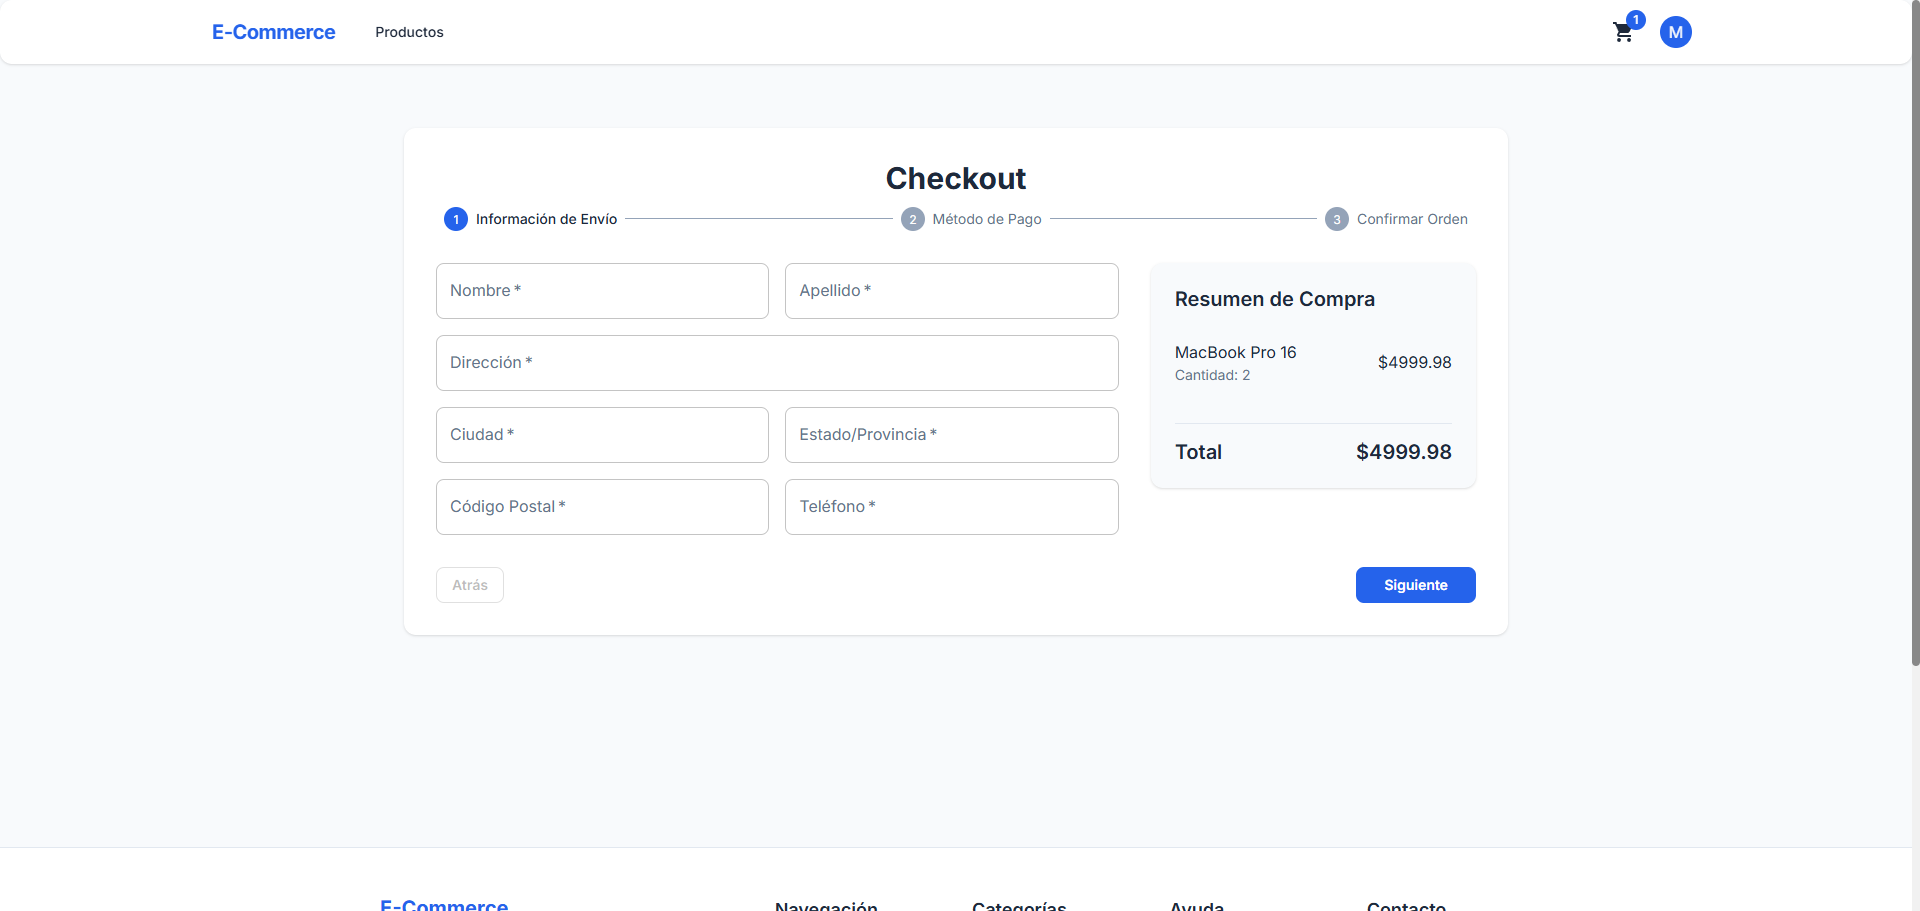 E-Commerce
Productos
1
M
Checkout
1 Información de Envío
2 Método de Pago
3 Confirmar Orden
Nombre *
Apellido *
Dirección *
Ciudad *
Estado/Provincia *
Código Postal *
Teléfono *
Resumen de Compra
MacBook Pro 16
Cantidad: 2
$4999.98
Total
$4999.98
Atrás
Siguiente
E-Commerce
Navegación
Categorías
Ayuda
Contacto